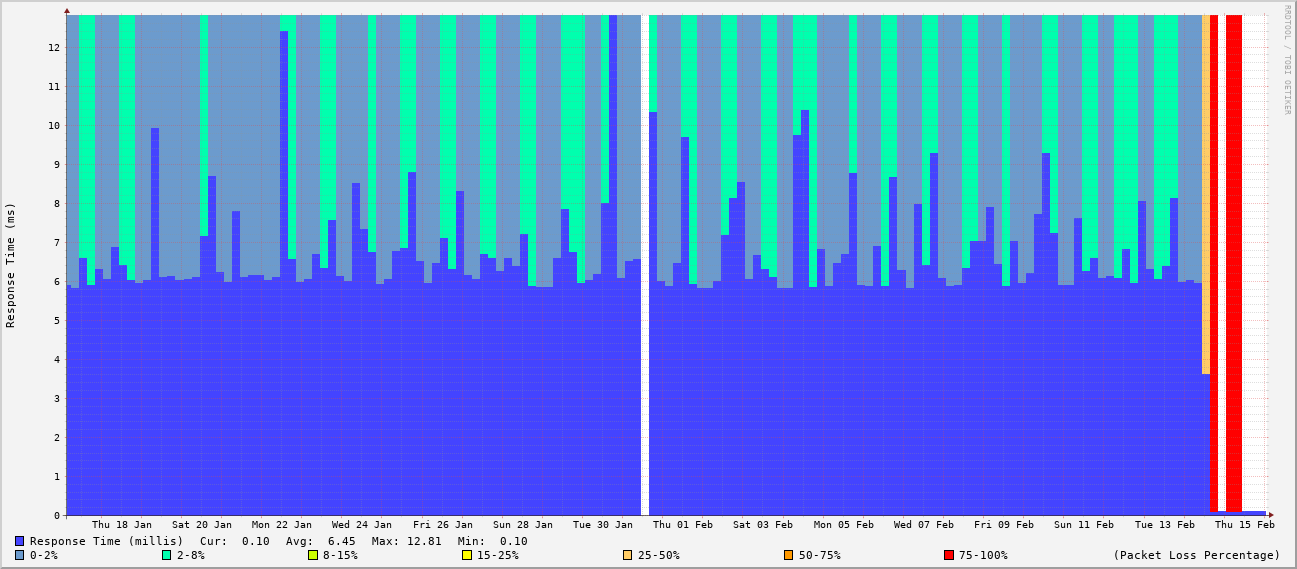 RRDTOOL / TOBI OETIKER
Response Time (ms)
12
11
10
9
8
7
6
5
4
3
2
1
0
Thu 18 Jan Sat 20 Jan Mon 22 Jan Wed 24 Jan Fri 26 Jan Sun 28 Jan Tue 30 Jan Thu 01 Feb Sat 03 Feb Mon 05 Feb Wed 07 Feb Fri 09 Feb Sun 11 Feb Tue 13 Feb Thu 15 Feb
Response Time (millis) Cur: 0.10 Avg: 6.45 Max: 12.81 Min: 0.10
0-2% 2-8% 8-15% 15-25% 25-50% 50-75% 75-100% (Packet Loss Percentage)